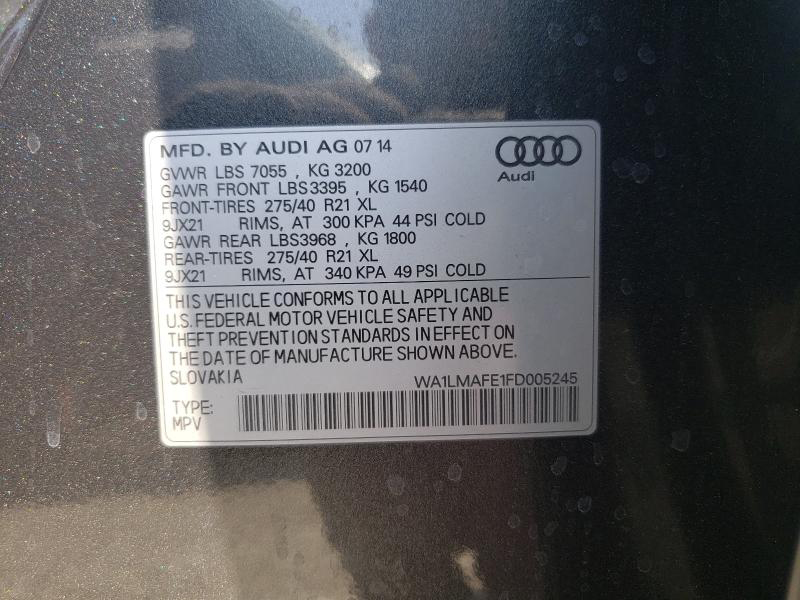 MFD. BY AUDI AG 07 14
Audi
GVWR LBS 7055 , KG 3200
GAWR FRONT LBS3395 , KG 1540
FRONT-TIRES 275/40 R21 XL
9JX21 RIMS, AT 300 KPA 44 PSI COLD
GAWR REAR LBS3968 , KG 1800
REAR-TIRES 275/40 R21 XL
9JX21 RIMS, AT 340 KPA 49 PSI COLD
THIS VEHICLE CONFORMS TO ALL APPLICABLE
U.S. FEDERAL MOTOR VEHICLE SAFETY AND
THEFT PREVENTION STANDARDS IN EFFECT ON
THE DATE OF MANUFACTURE SHOWN ABOVE.
SLOVAKIA WA1LMAFE1FD005245
TYPE:
MPV